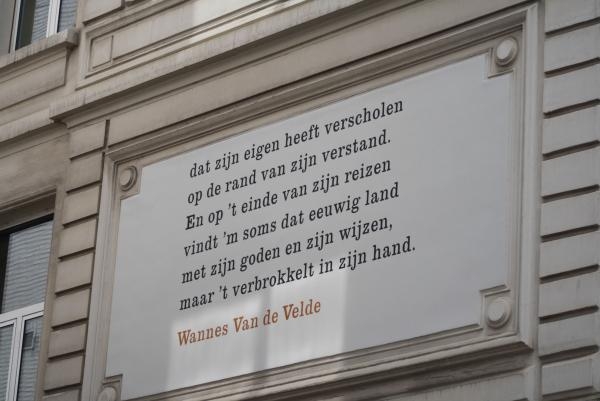 dat zijn eigen heeft verscholen
op de rand van zijn verstand.
En op ’t einde van zijn reizen
vindt ’m soms dat eeuwig land
met zijn goden en zijn wijzen,
maar ’t verbrokkelt in zijn hand.
Wannes Van de Velde